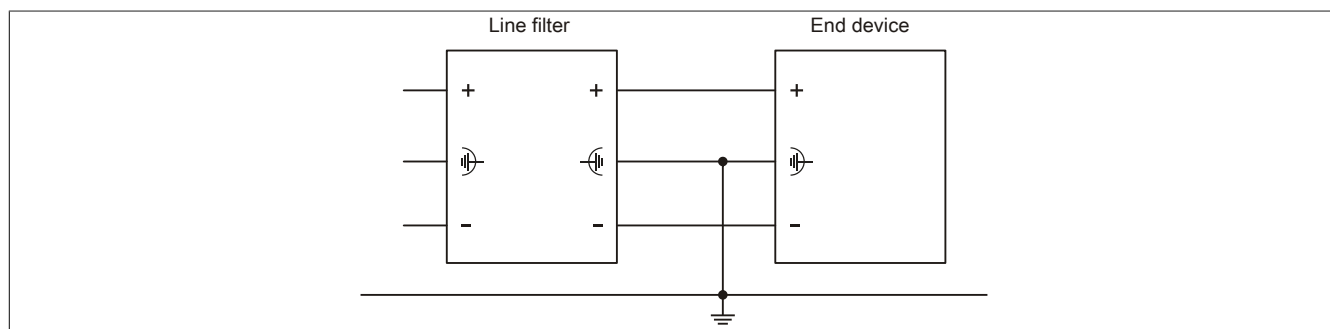 Line filter End device
+ + +
- - -